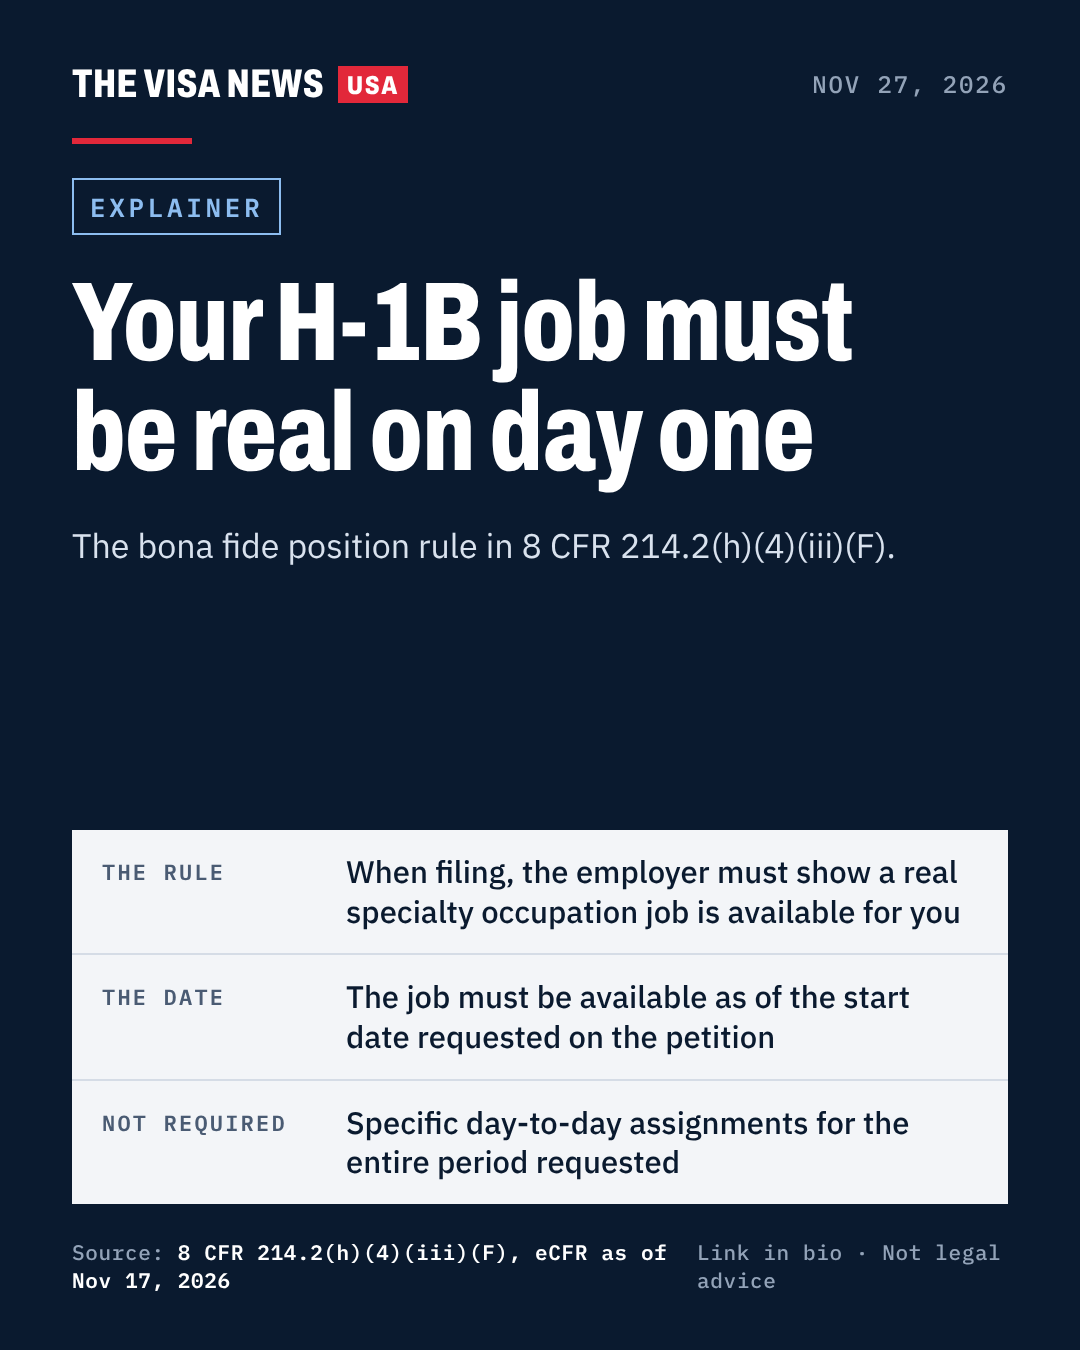 THE VISA NEWS USA
NOV 27, 2026
EXPLAINER
Your H-1B job must
be real on day one
The bona fide position rule in 8 CFR 214.2(h)(4)(iii)(F).
THE RULE
When filing, the employer must show a real
specialty occupation job is available for you
THE DATE
The job must be available as of the start
date requested on the petition
NOT REQUIRED
Specific day-to-day assignments for the
entire period requested
Source: 8 CFR 214.2(h)(4)(iii)(F), eCFR as of
Nov 17, 2026
Link in bio · Not legal
advice